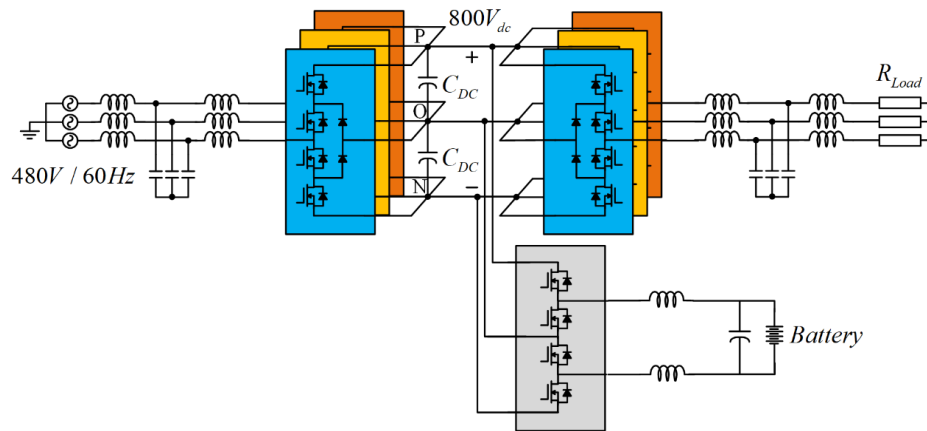 800V_dc
P
+
C_DC
R_Load
O
480V / 60Hz
C_DC
N
−
Battery